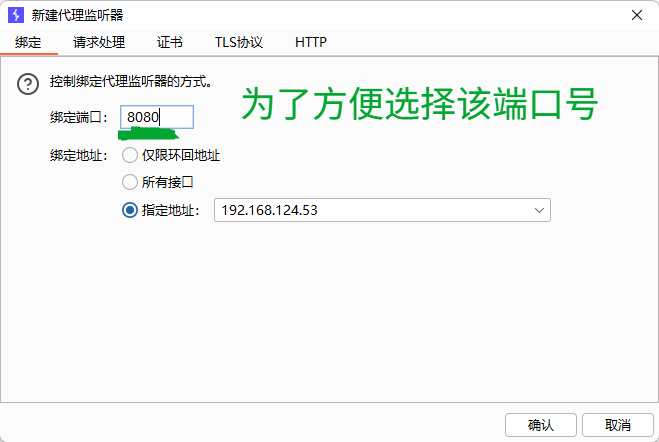 新建代理监听器
绑定 请求处理 证书 TLS协议 HTTP
控制绑定代理监听器的方式。
为了方便选择该端口号
绑定端口： 8080
绑定地址： 仅限环回地址
所有接口
指定地址： 192.168.124.53
确认 取消